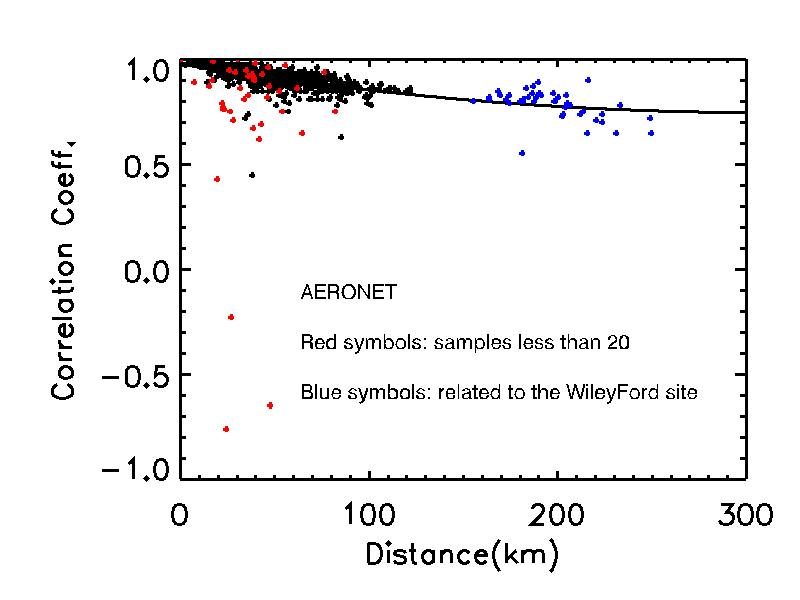 1.0
0.5
0.0
−0.5
−1.0
Correlation Coeff.
AERONET
Red symbols: samples less than 20
Blue symbols: related to the WileyFord site
0 100 200 300
Distance(km)